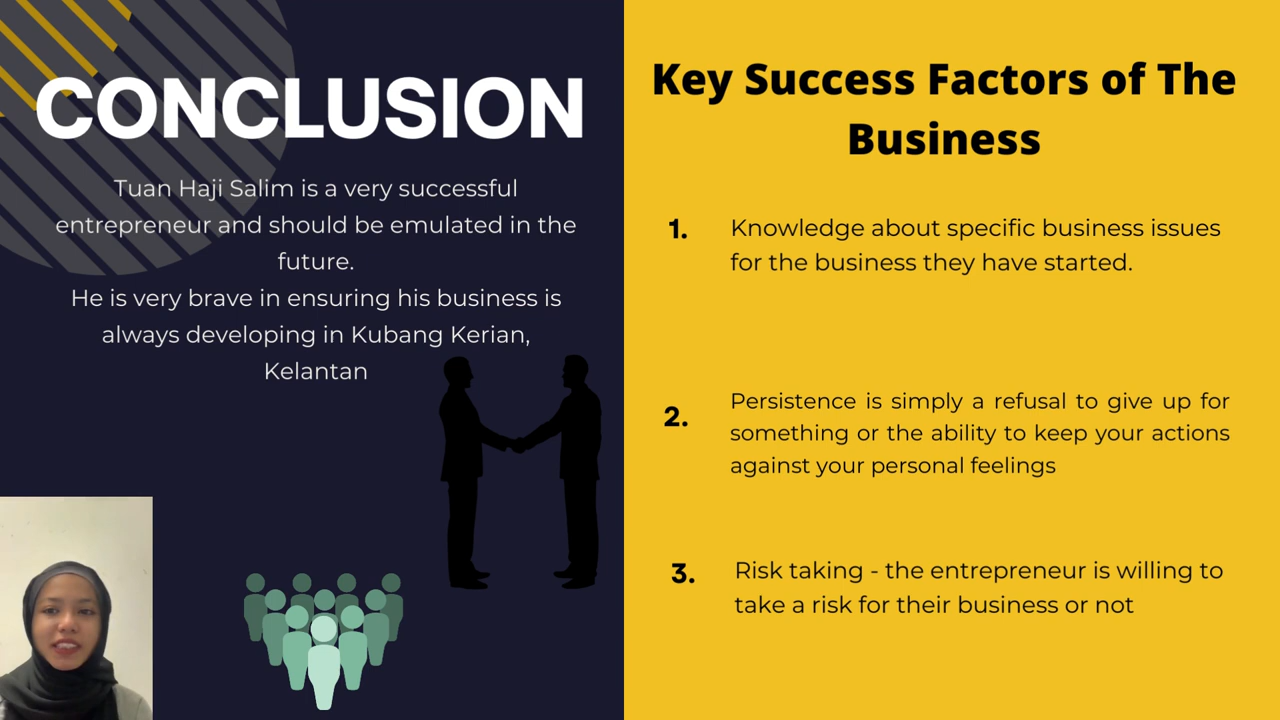 CONCLUSION
Tuan Haji Salim is a very successful
entrepreneur and should be emulated in the
future.
He is very brave in ensuring his business is
always developing in Kubang Kerian,
Kelantan
Key Success Factors of The
Business
1. Knowledge about specific business issues
for the business they have started.
2. Persistence is simply a refusal to give up for
something or the ability to keep your actions
against your personal feelings
3. Risk taking - the entrepreneur is willing to
take a risk for their business or not